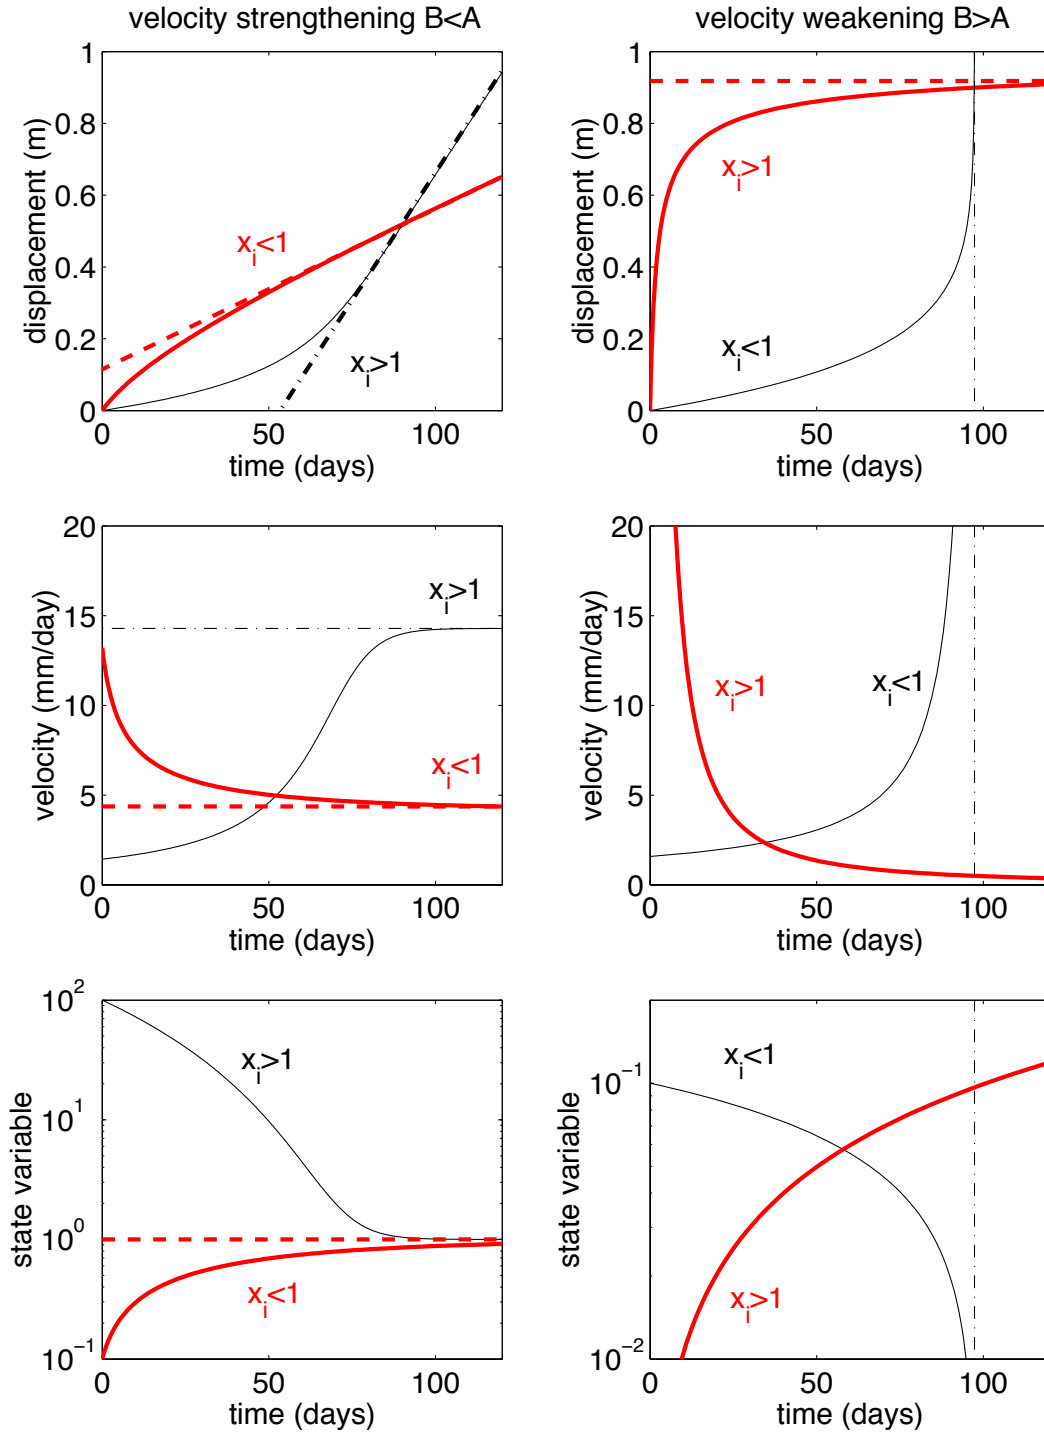 velocity strengthening B<A
displacement (m)
1
0.8
0.6
0.4
0.2
0
x_i<1
x_i>1
0
50
100
time (days)
velocity weakening B>A
displacement (m)
1
0.8
0.6
0.4
0.2
0
x_i>1
x_i<1
0
50
100
time (days)
velocity (mm/day)
20
15
10
5
0
x_i>1
x_i<1
0
50
100
time (days)
velocity (mm/day)
20
15
10
5
0
x_i<1
x_i>1
0
50
100
time (days)
state variable
10^2
10^1
10^0
10^-1
x_i>1
x_i<1
0
50
100
time (days)
state variable
10^-1
10^-2
x_i<1
x_i>1
0
50
100
time (days)